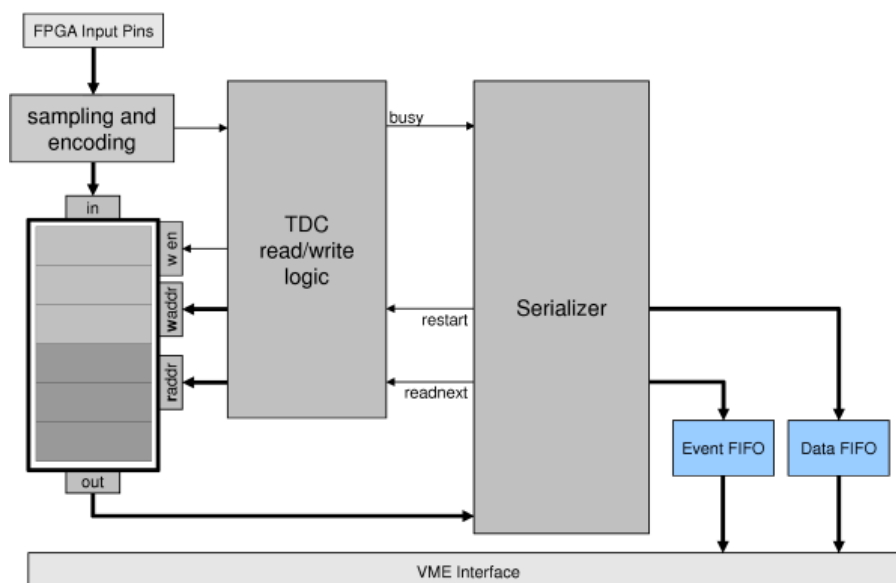 FPGA Input Pins
sampling and
encoding
busy
in
w en
TDC
read/write
logic
waddr
Serializer
restart
raddr
readnext
Event FIFO
Data FIFO
out
VME Interface